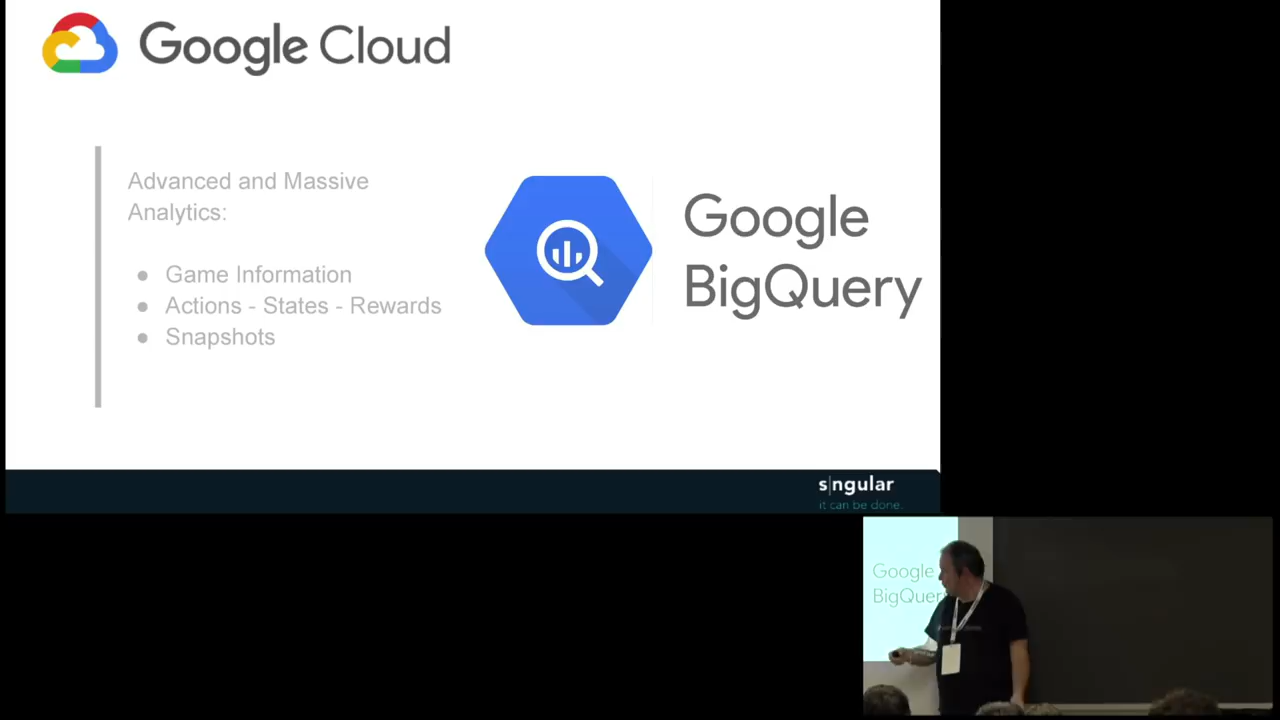 Google Cloud
Advanced and Massive
Analytics:
● Game Information
● Actions - States - Rewards
● Snapshots
Google
BigQuery
s|ngular
it can be done.
Google
BigQuer